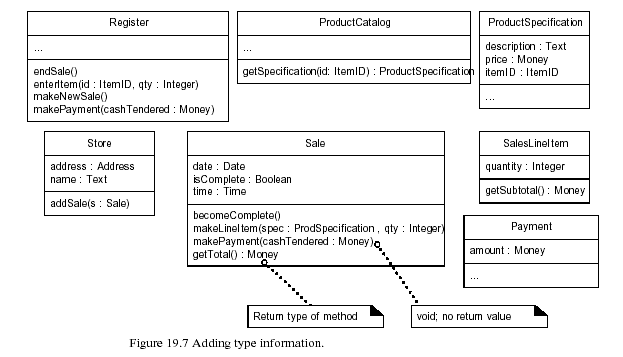 Register
...
endSale()
enterItem(id : ItemID, qty : Integer)
makeNewSale()
makePayment(cashTendered : Money)
ProductCatalog
...
getSpecification(id: ItemID) : ProductSpecification
ProductSpecification
description : Text
price : Money
itemID : ItemID
...
Store
address : Address
name : Text
addSale(s : Sale)
Sale
date : Date
isComplete : Boolean
time : Time
becomeComplete()
makeLineItem(spec : ProdSpecification , qty : Integer)
makePayment(cashTendered : Money)
getTotal() : Money
SalesLineItem
quantity : Integer
getSubtotal() : Money
Payment
amount : Money
...
Return type of method
void; no return value
Figure 19.7 Adding type information.